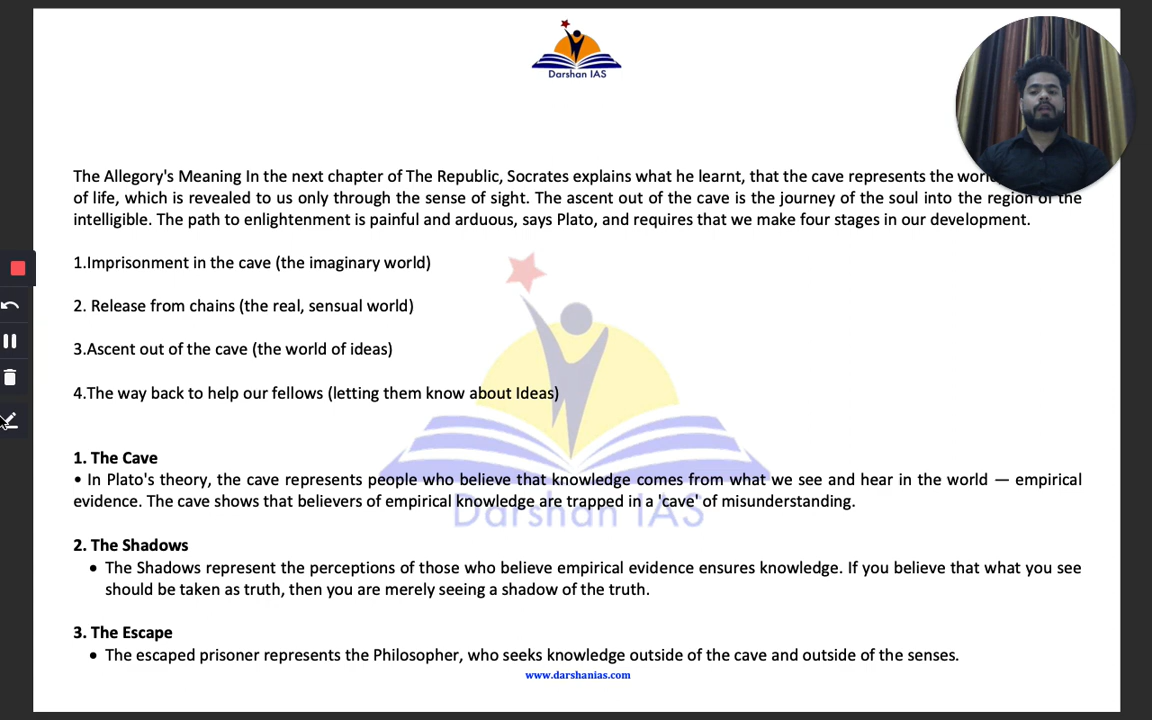 Darshan IAS
The Allegory's Meaning In the next chapter of The Republic, Socrates explains what he learnt, that the cave represents the
of life, which is revealed to us only through the sense of sight. The ascent out of the cave is the journey of the soul into the region of the
intelligible. The path to enlightenment is painful and arduous, says Plato, and requires that we make four stages in our development.
1.Imprisonment in the cave (the imaginary world)
2. Release from chains (the real, sensual world)
3.Ascent out of the cave (the world of ideas)
4.The way back to help our fellows (letting them know about Ideas)
1. The Cave
• In Plato's theory, the cave represents people who believe that knowledge comes from what we see and hear in the world — empirical
evidence. The cave shows that believers of empirical knowledge are trapped in a 'cave' of misunderstanding.
Darshan IAS
2. The Shadows
• The Shadows represent the perceptions of those who believe empirical evidence ensures knowledge. If you believe that what you see
should be taken as truth, then you are merely seeing a shadow of the truth.
3. The Escape
• The escaped prisoner represents the Philosopher, who seeks knowledge outside of the cave and outside of the senses.
www.darshanias.com